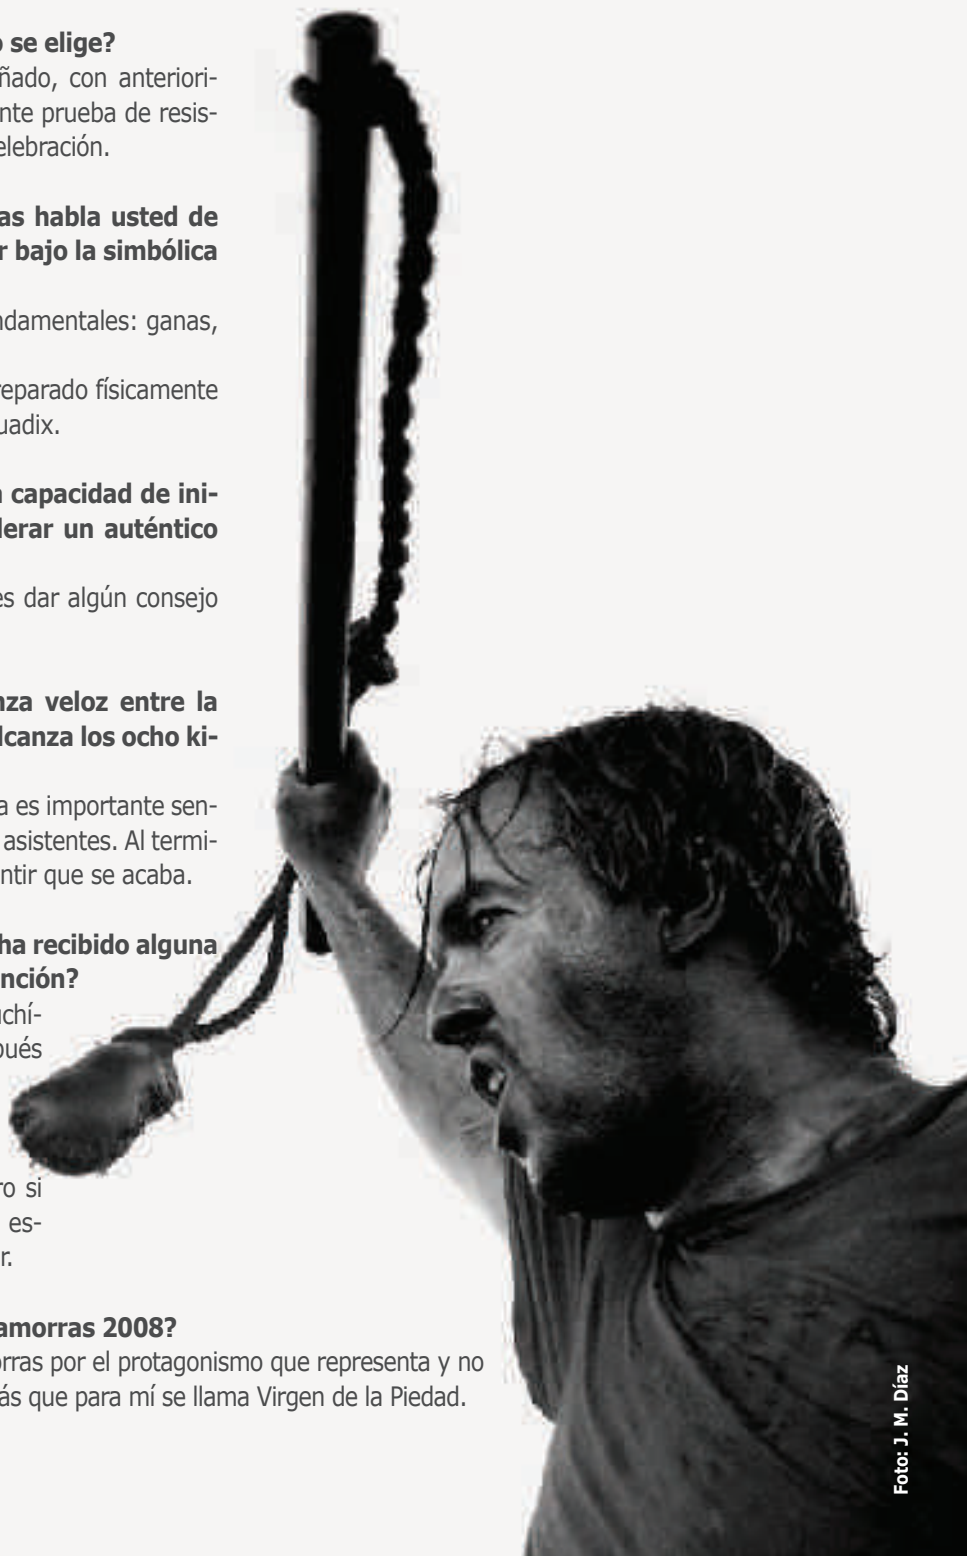 o se elige?
ñado, con anteriori-
nte prueba de resis-
elebración.
as habla usted de
r bajo la simbólica
ndamentales: ganas,
reparado físicamente
uadix.
a capacidad de ini-
lerar un auténtico
es dar algún consejo
nza veloz entre la
lcanza los ocho ki-
a es importante sen-
asistentes. Al termi-
ntir que se acaba.
ha recibido alguna
nción?
uchí-
pués
ro si
es-
r.
amorras 2008?
orras por el protagonismo que representa y no
ás que para mí se llama Virgen de la Piedad.
Foto: J. M. Díaz